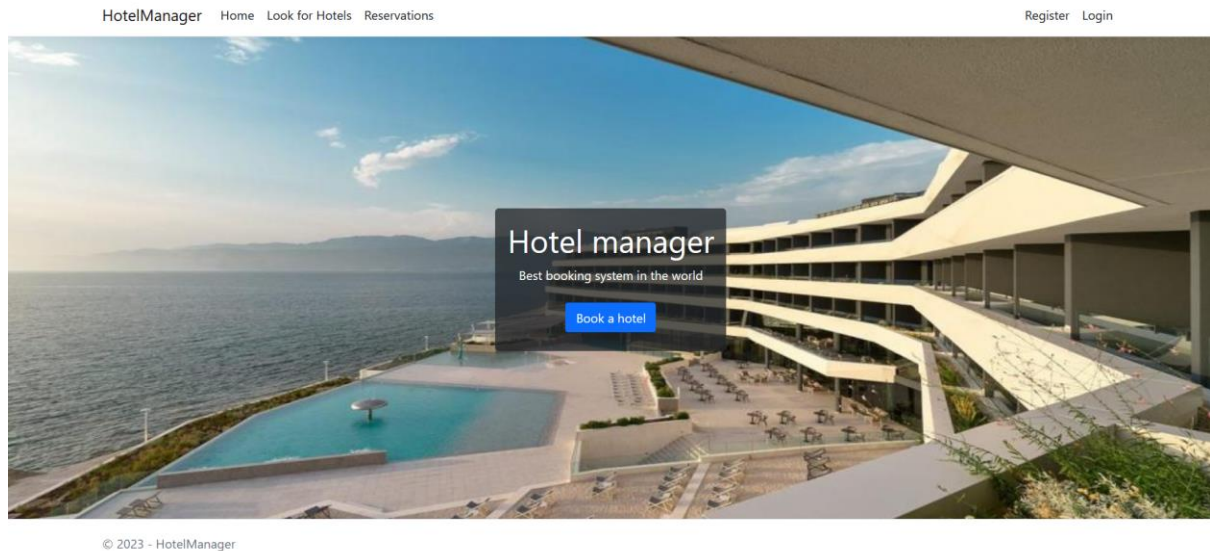 HotelManager Home Look for Hotels Reservations Register Login
Hotel manager
Best booking system in the world
Book a hotel
© 2023 - HotelManager